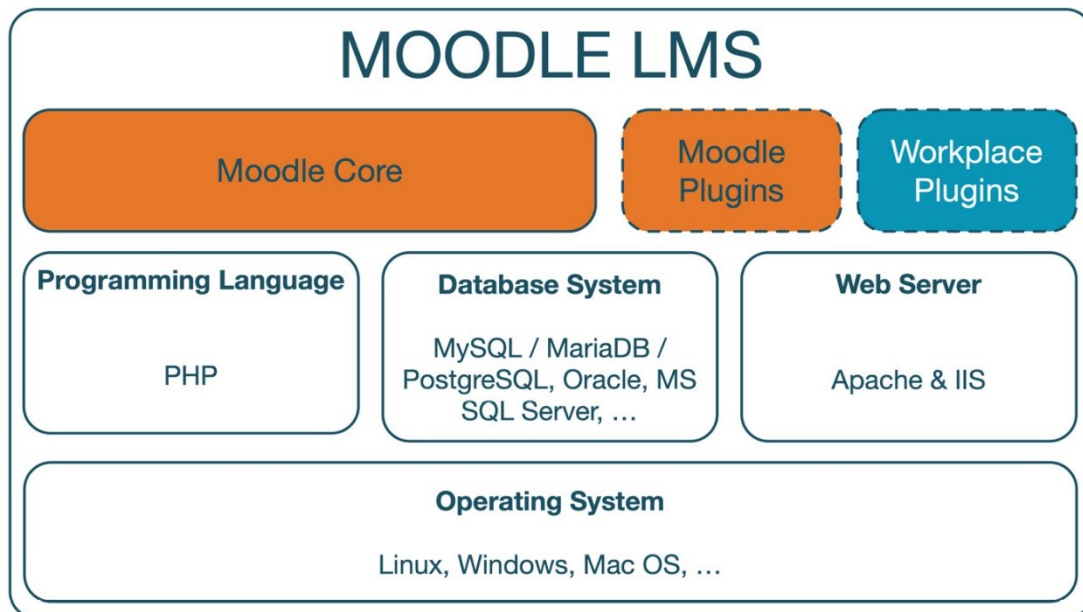 MOODLE LMS
Moodle Core
Moodle
Plugins
Workplace
Plugins
Programming Language
PHP
Database System
MySQL / MariaDB /
PostgreSQL, Oracle, MS
SQL Server, …
Web Server
Apache & IIS
Operating System
Linux, Windows, Mac OS, …